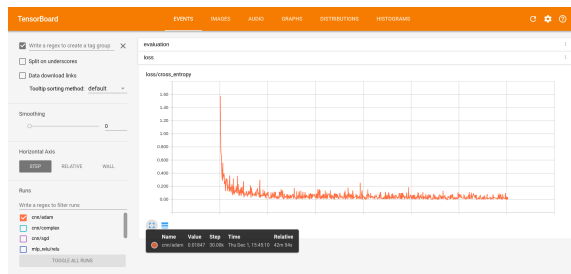 TensorBoard
EVENTS IMAGES AUDIO GRAPHS DISTRIBUTIONS HISTOGRAMS
Write a regex to create a tag group
Split on underscores
Data download links
Tooltip sorting method: default
Smoothing
0
Horizontal Axis
STEP RELATIVE WALL
Runs
Write a regex to filter runs
cnn/adam
cnn/complex
cnn/sgd
mlp_relu/relu
TOGGLE ALL RUNS
evaluation
1
loss
1
loss/cross_entropy
1.60
1.40
1.20
1.00
0.800
0.600
0.400
0.200
0.00
Name Value Step Time Relative
cnn/adam 0.01847 30.00k Thu Dec 1, 15:49:10 42m 54s